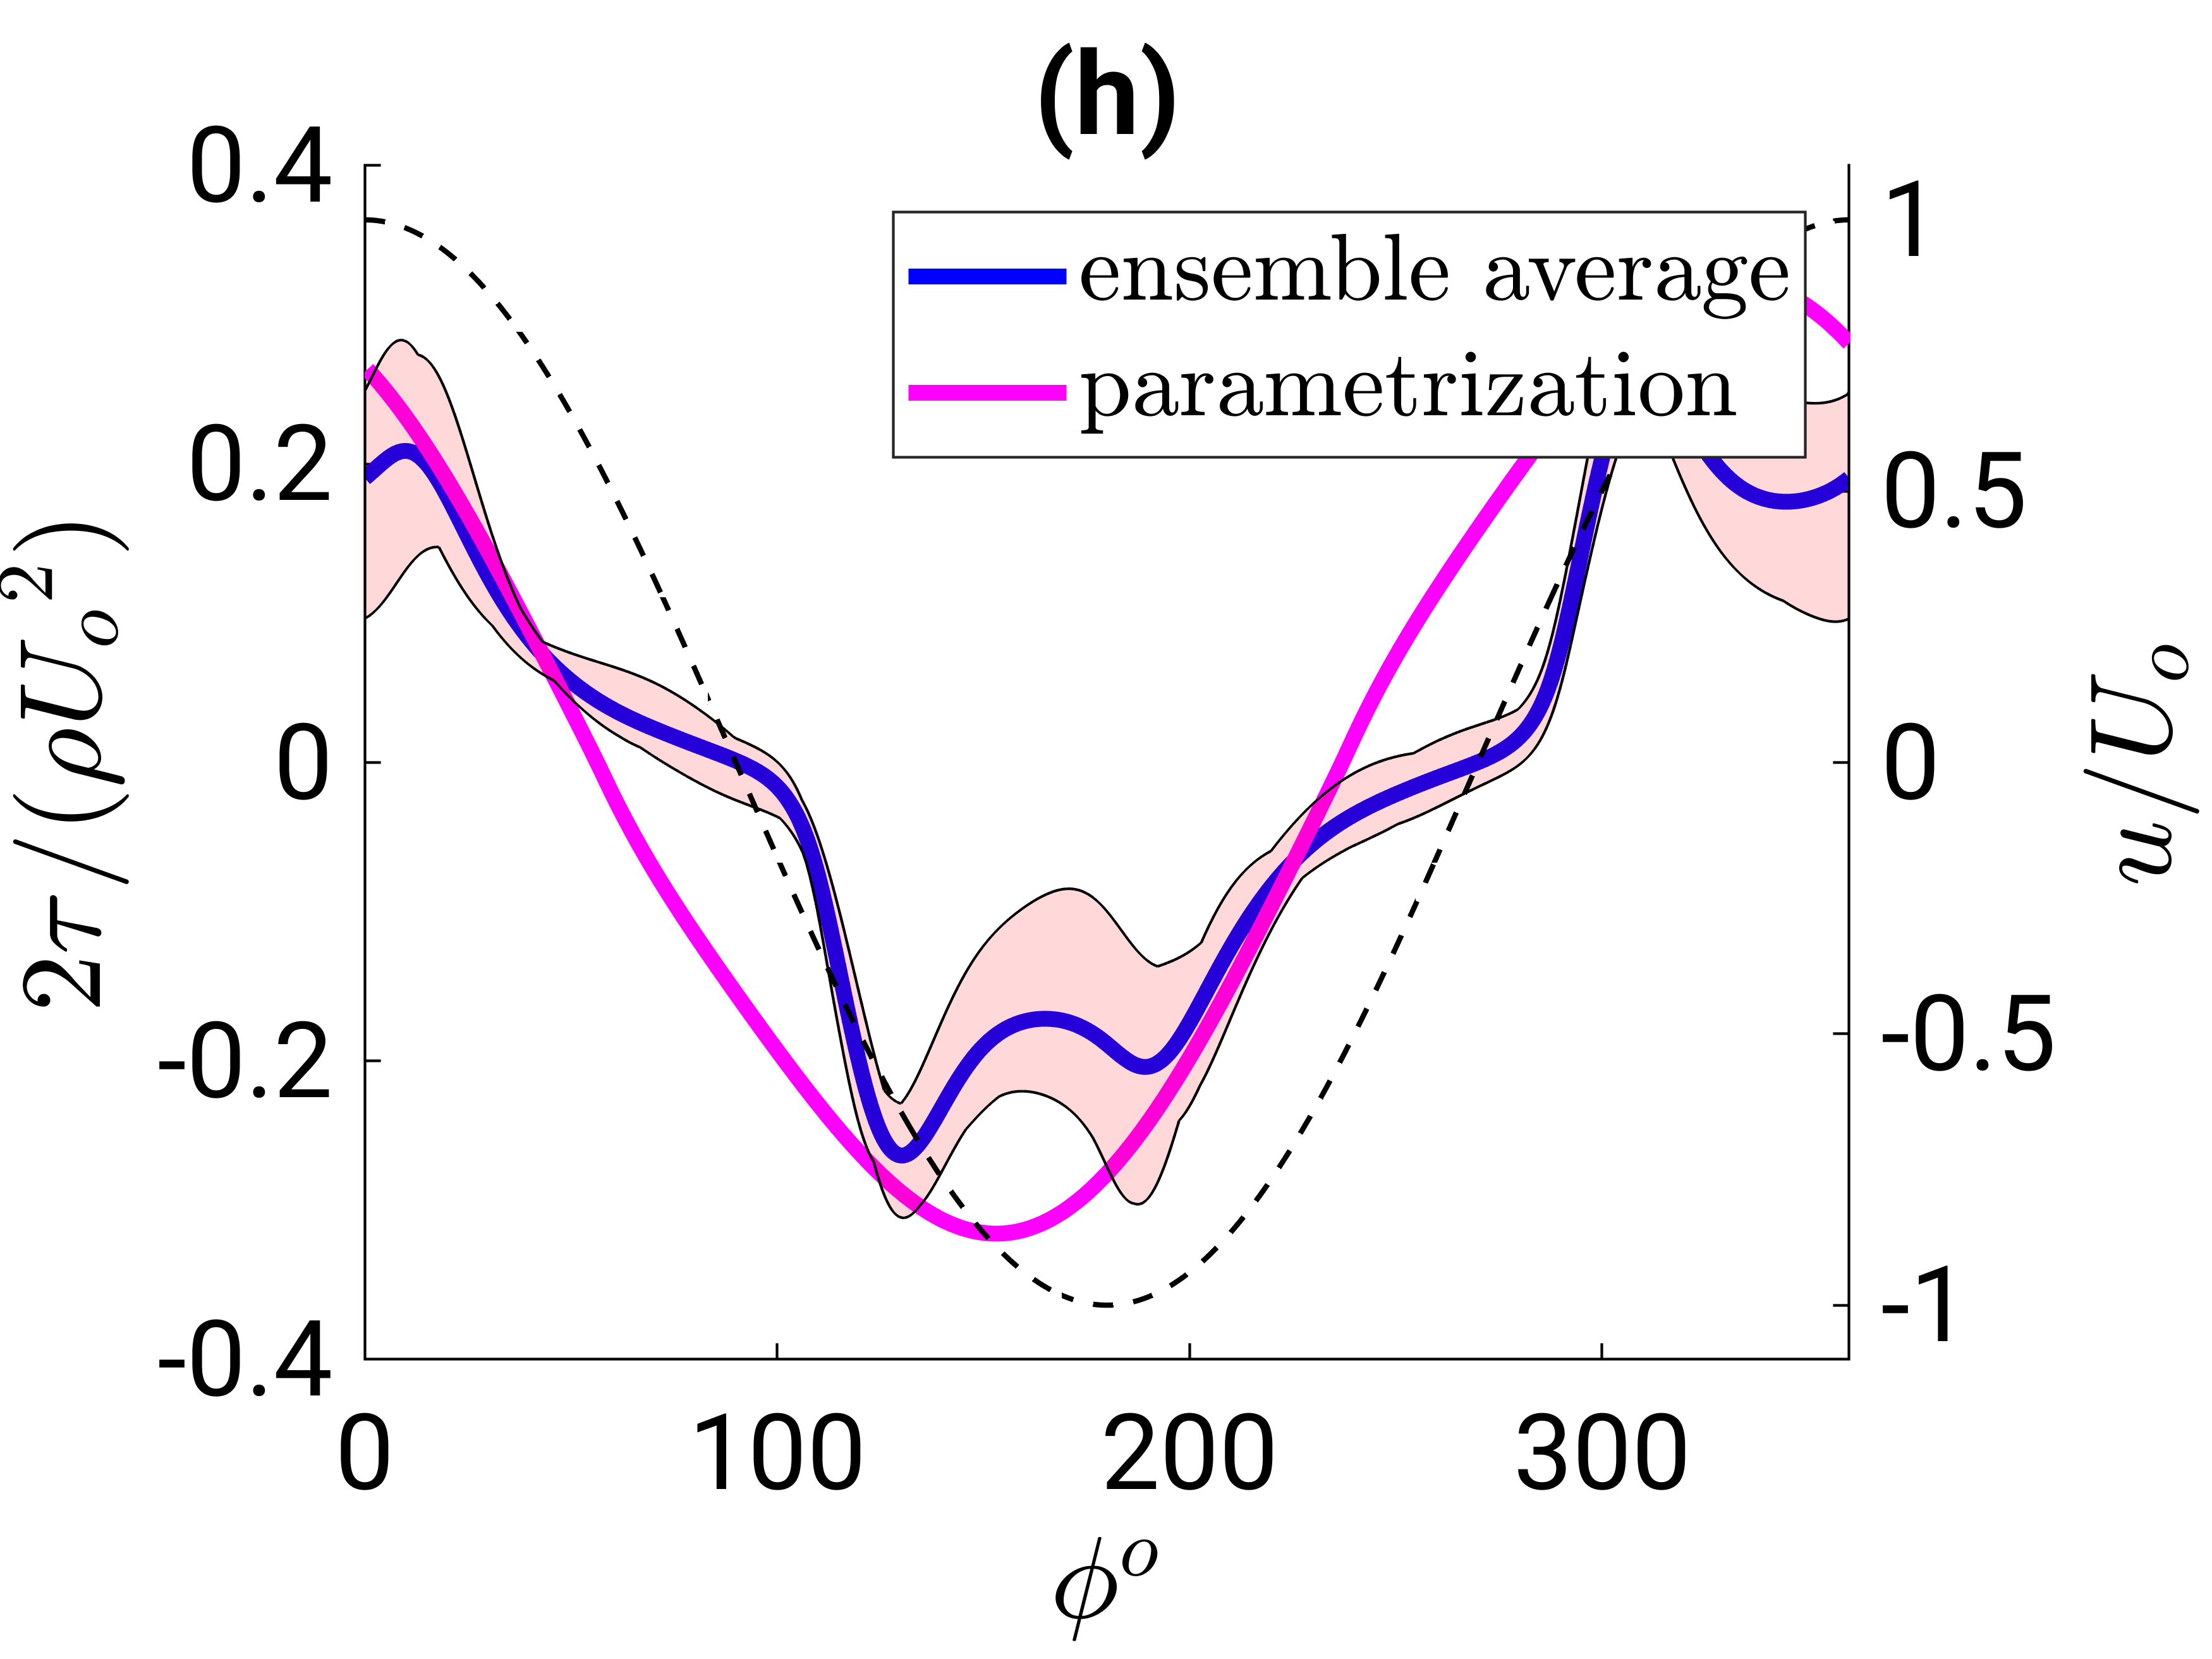 (h)
0.4
0.2
0
-0.2
-0.4
2τ/(ρU_o^2)
ensemble average
parametrization
1
0.5
0
-0.5
-1
u/U_o
0
100
200
300
ϕ^o